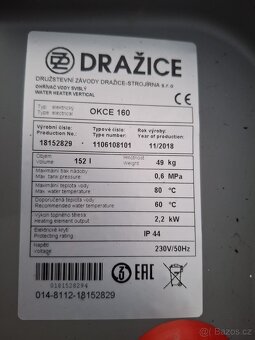 DRAŽICE
DRUŽSTEVNÍ ZÁVODY DRAŽICE-STROJÍRNA s.r.o
OHŘÍVAČ VODY SVISLÝ
WATER HEATER VERTICAL
CE
Typ: elektrický
Type electrical
OKCE 160
Výrobní číslo: Typové číslo: Rok výroby:
Production No.: Type number: Year of production:
18152829 1106108101 11/2018
Objem Hmotnost
Volume 152 l Weight 49 kg
Maximální tlak nádoby
Max. tank pressure 0,6 MPa
Maximální teplota vody
Max. water temperature 80 °C
Doporučená teplota vody
Recommended water temperature 60 °C
Výkon topného tělesa
Heating element output 2,2 kW
Elektrické krytí
Protecting rating IP 44
Napětí
Voltage 230V/50Hz
EAC
0181528294
014-8112-18152829
bazos.cz